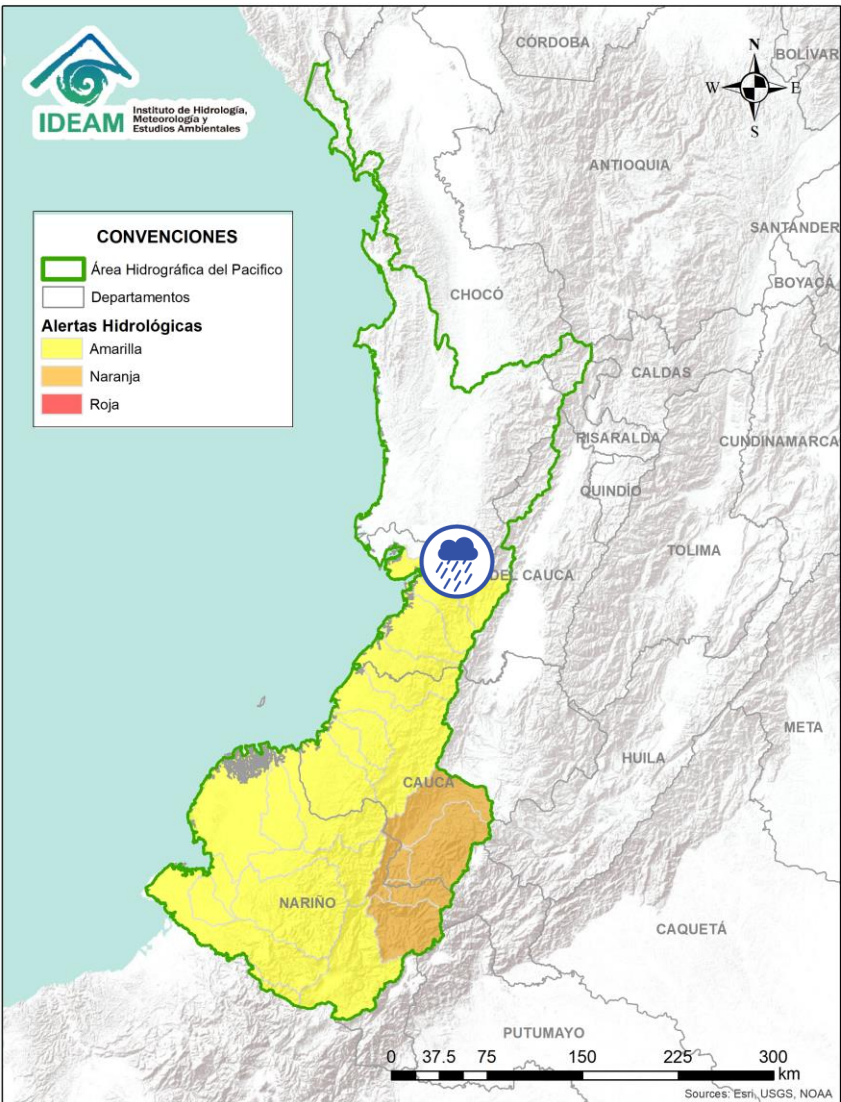 IDEAM
Instituto de Hidrología,
Meteorología y
Estudios Ambientales
N
W
E
S
CÓRDOBA
BOLÍVAR
ANTIOQUIA
SANTANDER
BOYACÁ
CHOCÓ
CONVENCIONES
Área Hidrográfica del Pacifico
Departamentos
Alertas Hidrológicas
Amarilla
Naranja
Roja
CALDAS
RISARALDA
CUNDINAMARCA
QUINDÍO
TOLIMA
DEL CAUCA
META
HUILA
CAUCA
NARIÑO
CAQUETÁ
PUTUMAYO
0 37.5 75 150 225 300
km
Sources: Esri, USGS, NOAA